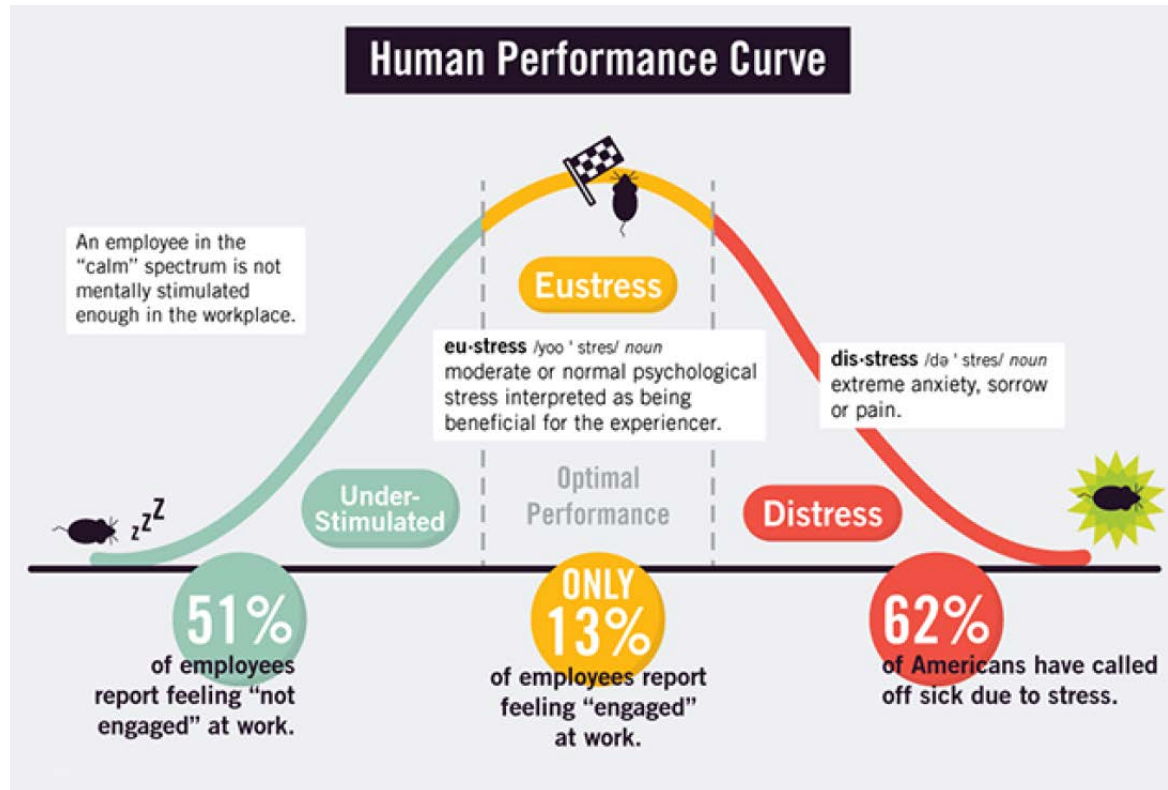 Human Performance Curve
An employee in the
“calm” spectrum is not
mentally stimulated
enough in the workplace.
Eustress
eu·stress /yoo ' stres/ noun
moderate or normal psychological
stress interpreted as being
beneficial for the experiencer.
dis·stress /də ' stres/ noun
extreme anxiety, sorrow
or pain.
zzZ
Under-
Stimulated
Optimal
Performance
Distress
51%
of employees
report feeling “not
engaged” at work.
ONLY
13%
of employees report
feeling “engaged”
at work.
62%
of Americans have called
off sick due to stress.